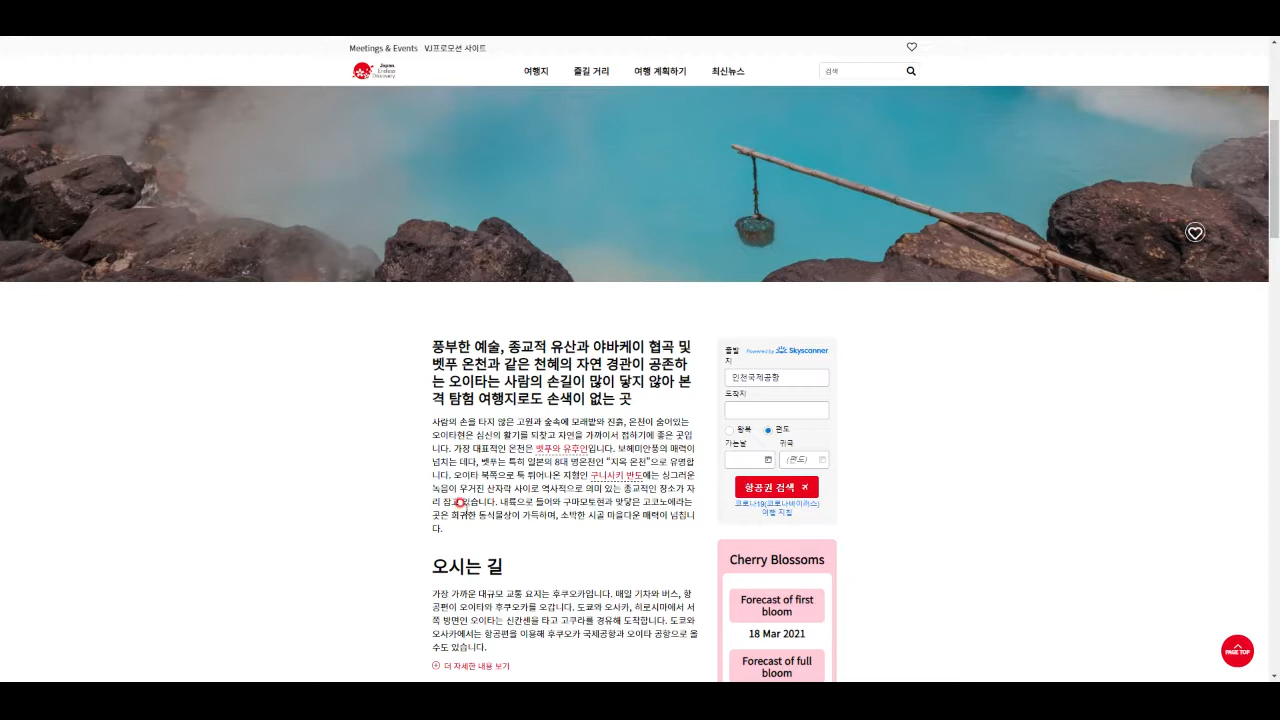 Meetings & Events VJ프로모션 사이트
Japan.
Endless
Discovery.
여행지 즐길 거리 여행 계획하기 최신뉴스
검색
풍부한 예술, 종교적 유산과 야바케이 협곡 및
벳푸 온천과 같은 천혜의 자연 경관이 공존하
는 오이타는 사람의 손길이 많이 닿지 않아 본
격 탐험 여행지로도 손색이 없는 곳
사람의 손을 타지 않은 고원과 숲속에 모래밭와 진흙, 온천이 숨어있는
오이타현은 심신의 활기를 되찾고 자연을 가까이서 접하기에 좋은 곳입
니다. 가장 대표적인 온천은 벳푸와 유후인입니다. 보헤미안풍의 매력이
넘치는 데다, 벳푸는 특히 일본의 8대 명온천인 “지옥 온천”으로 유명합
니다. 오이타 북쪽으로 툭 튀어나온 지형인 구니사키 반도에는 싱그러운
녹음이 우거진 산자락 사이로 역사적으로 의미 있는 종교적인 장소가 자
리 잡고 있습니다. 내륙으로 들어와 구마모토현과 맞닿은 고코노에라는
곳은 희귀한 동식물상이 가득하며, 소박한 시골 마을다운 매력이 넘칩니
다.
오시는 길
가장 가까운 대규모 교통 요지는 후쿠오카입니다. 매일 기차와 버스, 항
공편이 오이타와 후쿠오카를 오갑니다. 도쿄와 오사카, 히로시마에서 서
쪽 방면인 오이타는 신칸센을 타고 고쿠라를 경유해 도착합니다. 도쿄와
오사카에서는 항공편을 이용해 후쿠오카 국제공항과 오이타 공항으로 올
수도 있습니다.
더 자세한 내용 보기
출발
지
Powered by Skyscanner
인천국제공항
도착지
왕복 편도
가는날 귀국
(편도)
항공권 검색
코로나19(코로나바이러스)
여행 지침
Cherry Blossoms
Forecast of first
bloom
18 Mar 2021
Forecast of full
bloom
PAGE TOP